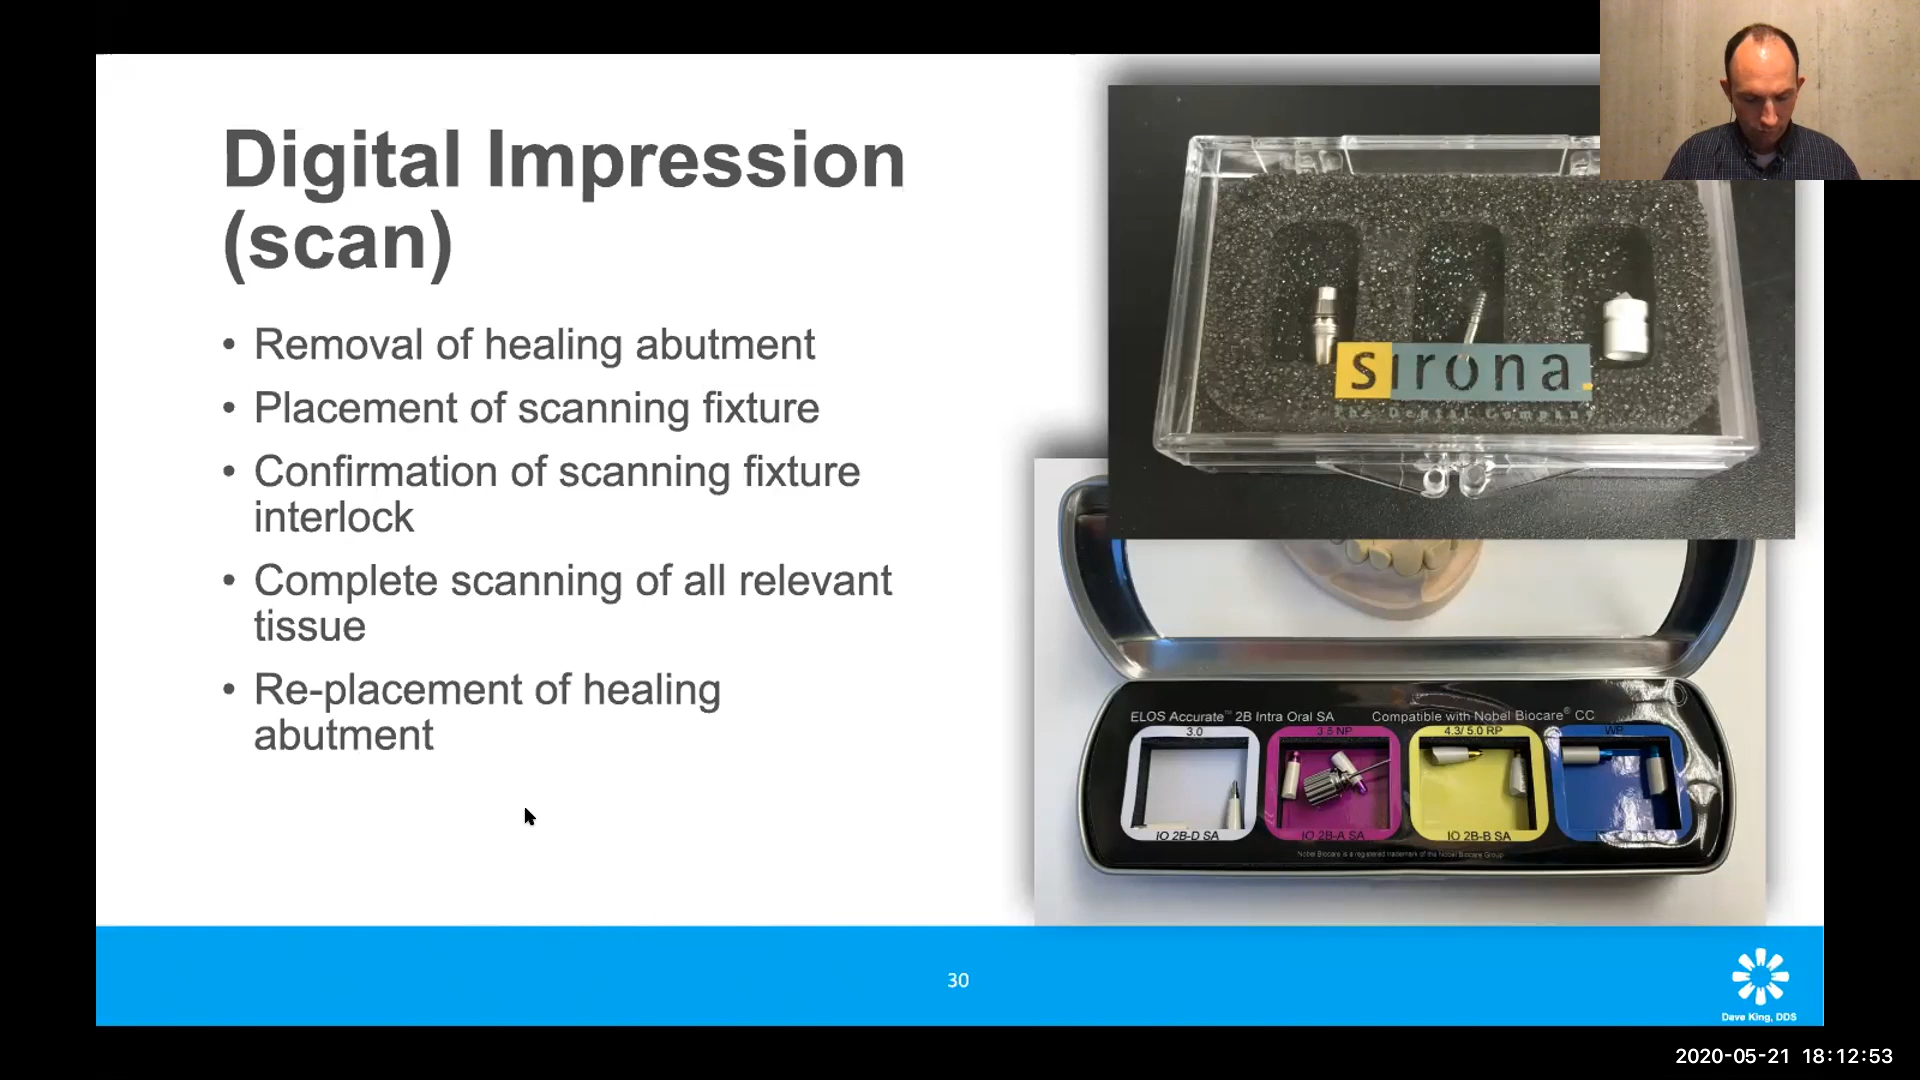 Digital Impression
(scan)
• Removal of healing abutment
• Placement of scanning fixture
• Confirmation of scanning fixture
interlock
• Complete scanning of all relevant
tissue
• Re-placement of healing
abutment
sirona.
The Dental Company
ELOS Accurate™ 2B Intra Oral SA
Compatible with Nobel Biocare® CC
3.0
3.5 NP
4.3/ 5.0 RP
WP
IO 2B-D SA
IO 2B-A SA
IO 2B-B SA
Nobel Biocare is a registered trademark of the Nobel Biocare Group
30
Dave King, DDS
2020-05-21 18:12:53